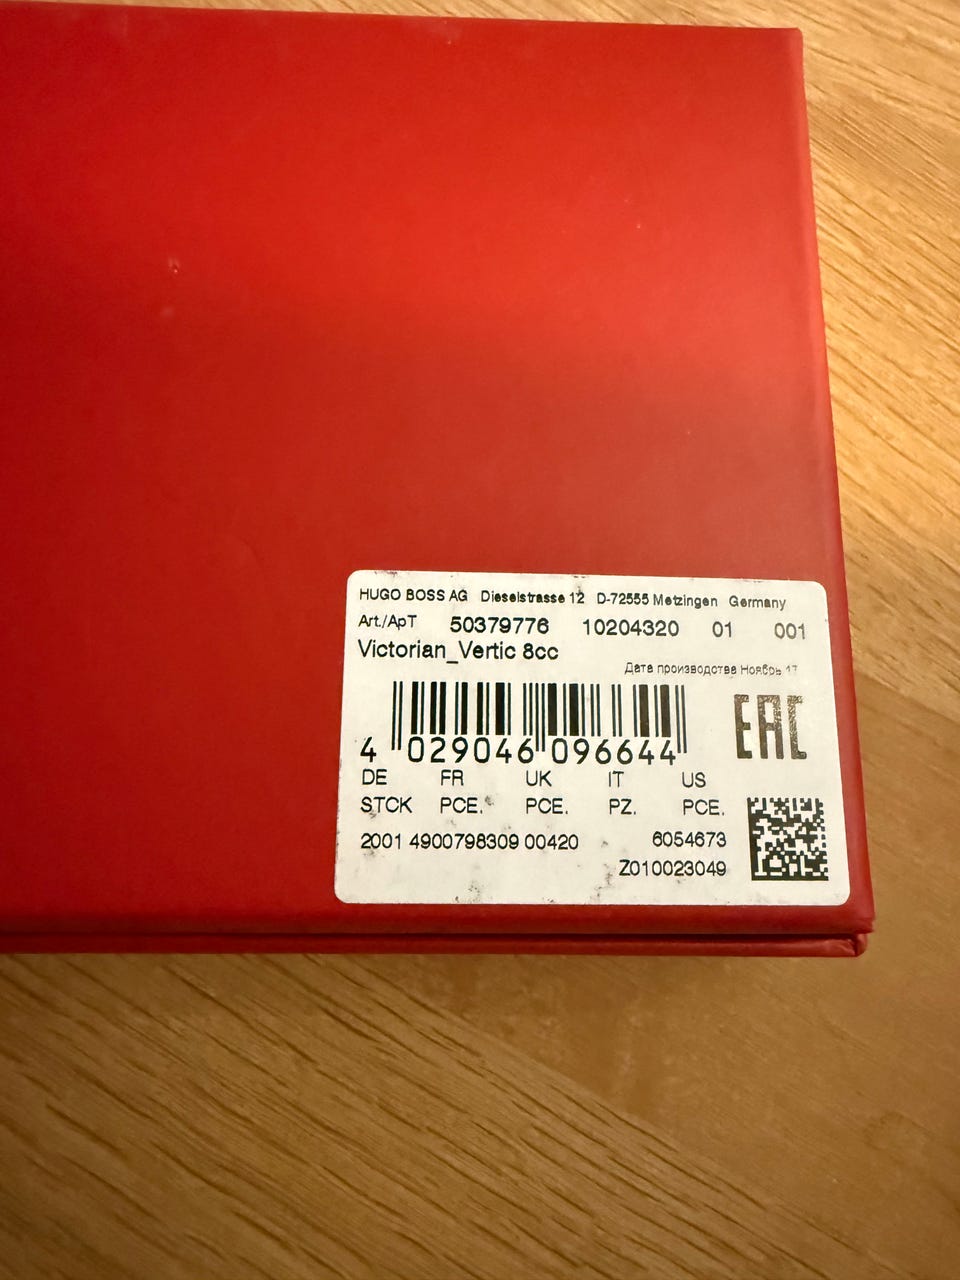 HUGO BOSS AG Dieselstrasse 12 D-72555 Metzingen Germany
Art./АрТ 50379776 10204320 01 001
Victorian_Vertic 8cc
Дата производства Ноябрь 17
EAC
4 029046 096644
DE FR UK IT US
STCK PCE. PCE. PZ. PCE.
2001 4900798309 00420 6054673
Z010023049